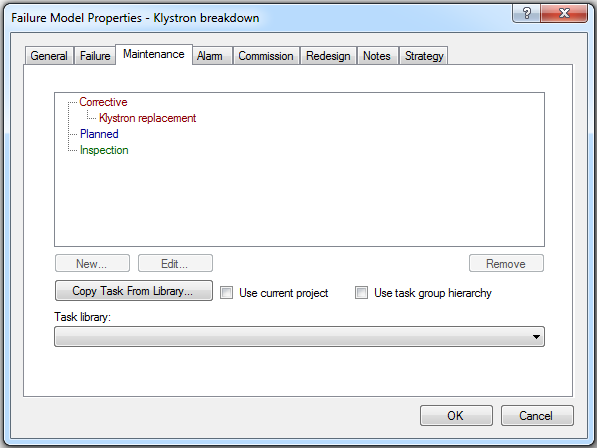 Failure Model Properties - Klystron breakdown
General Failure Maintenance Alarm Commission Redesign Notes Strategy
Corrective
Klystron replacement
Planned
Inspection
New... Edit... Remove
Copy Task From Library... Use current project Use task group hierarchy
Task library:
OK Cancel